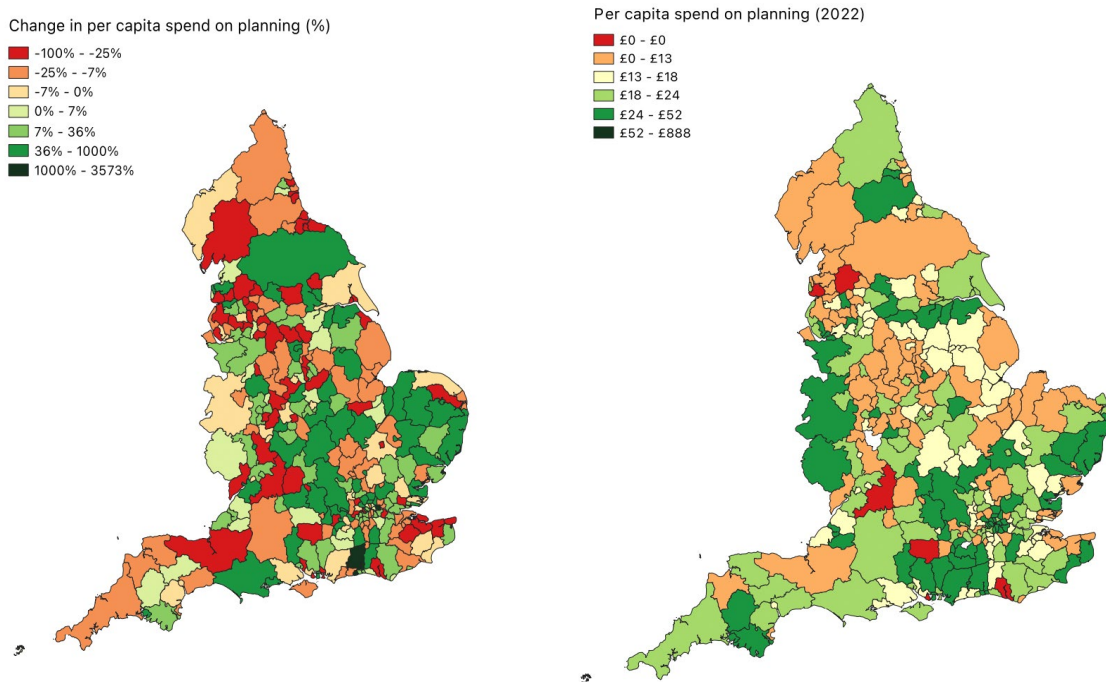 Change in per capita spend on planning (%)
-100% - -25%
-25% - -7%
-7% - 0%
0% - 7%
7% - 36%
36% - 1000%
1000% - 3573%
Per capita spend on planning (2022)
£0 - £0
£0 - £13
£13 - £18
£18 - £24
£24 - £52
£52 - £888